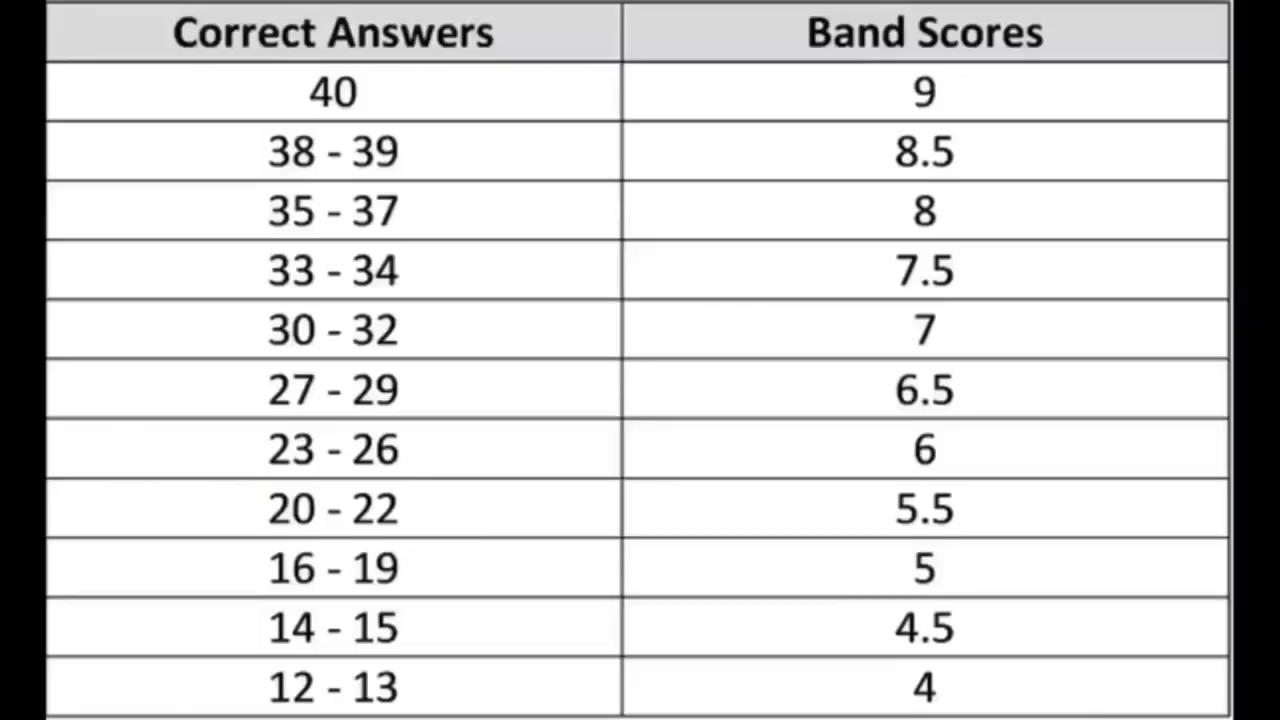 Correct Answers Band Scores
40 9
38 - 39 8.5
35 - 37 8
33 - 34 7.5
30 - 32 7
27 - 29 6.5
23 - 26 6
20 - 22 5.5
16 - 19 5
14 - 15 4.5
12 - 13 4